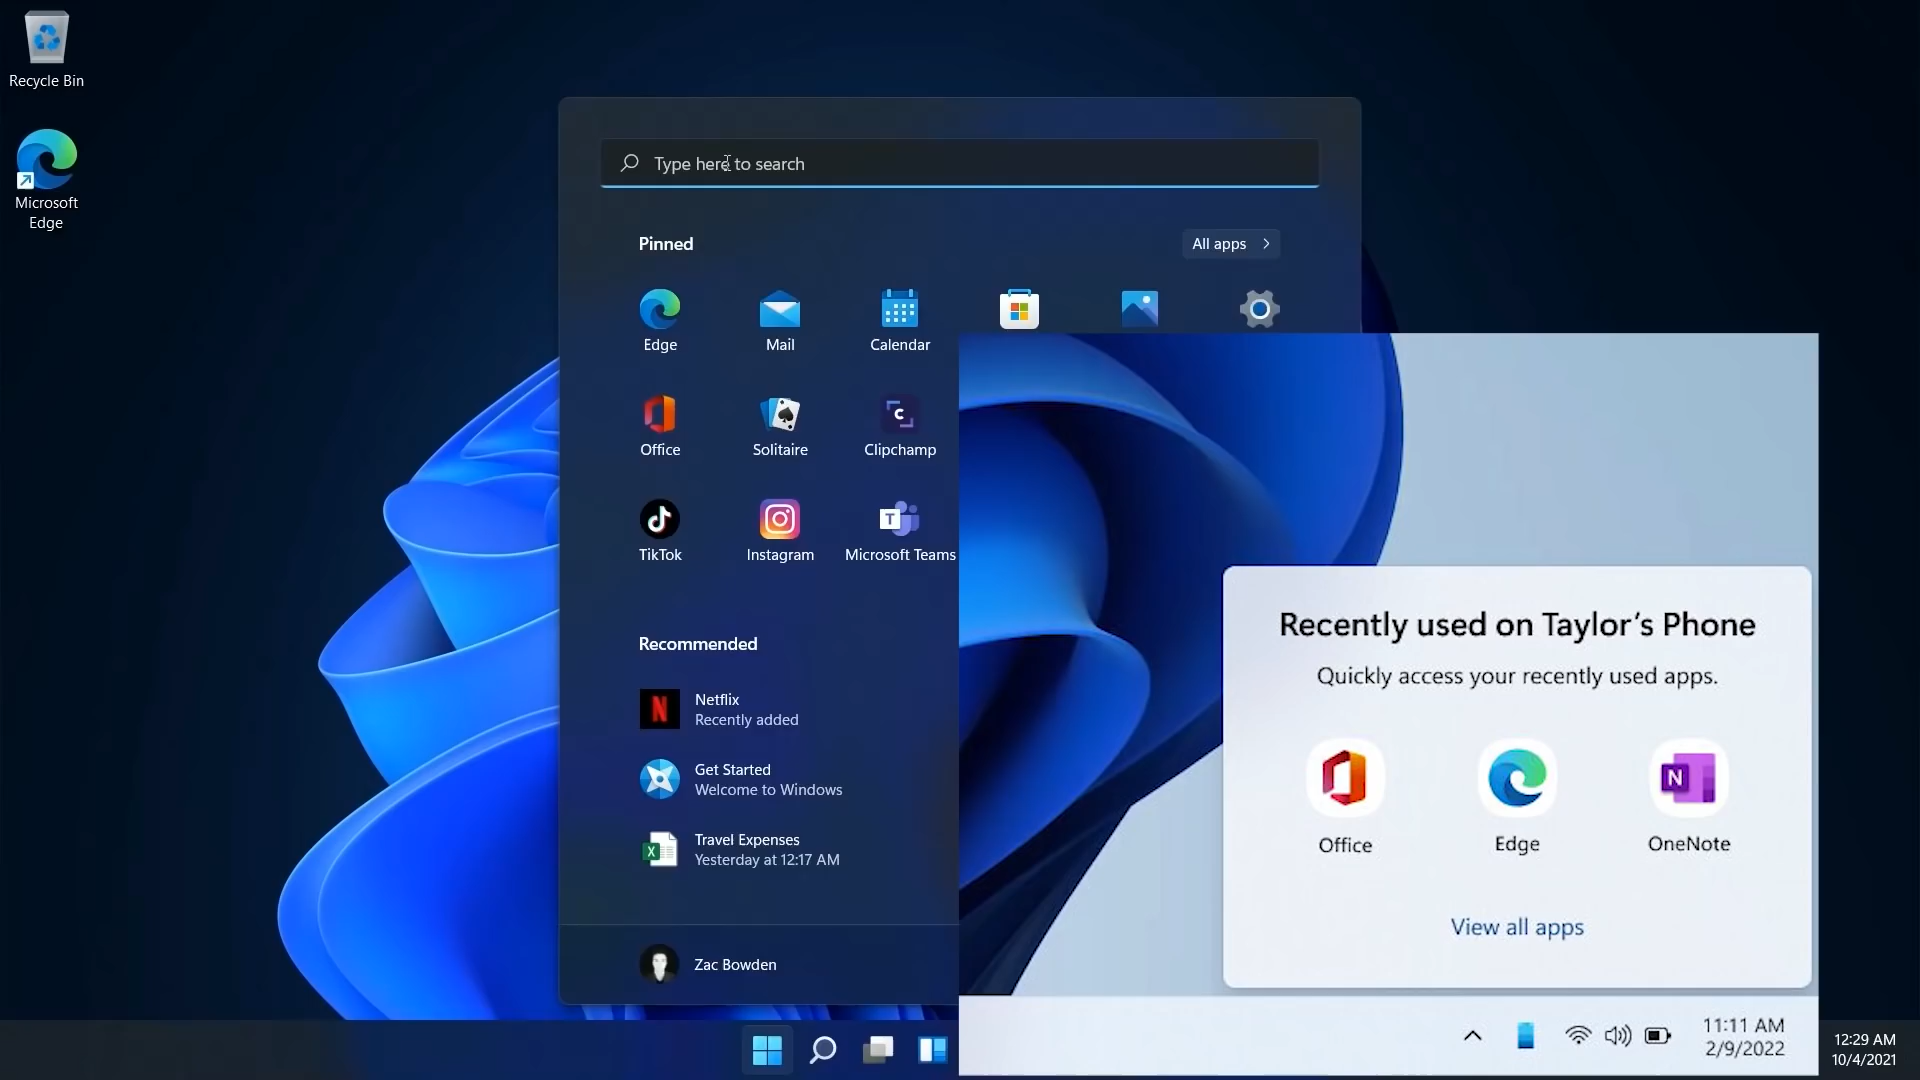 Recycle Bin
Microsoft
Edge
Type here to search
Pinned
All apps
Edge
Mail
Calendar
Office
Solitaire
Clipchamp
TikTok
Instagram
Microsoft Teams
Recommended
Netflix
Recently added
Get Started
Welcome to Windows
Travel Expenses
Yesterday at 12:17 AM
Zac Bowden
Recently used on Taylor's Phone
Quickly access your recently used apps.
Office
Edge
OneNote
View all apps
11:11 AM
2/9/2022
12:29 AM
10/4/2021